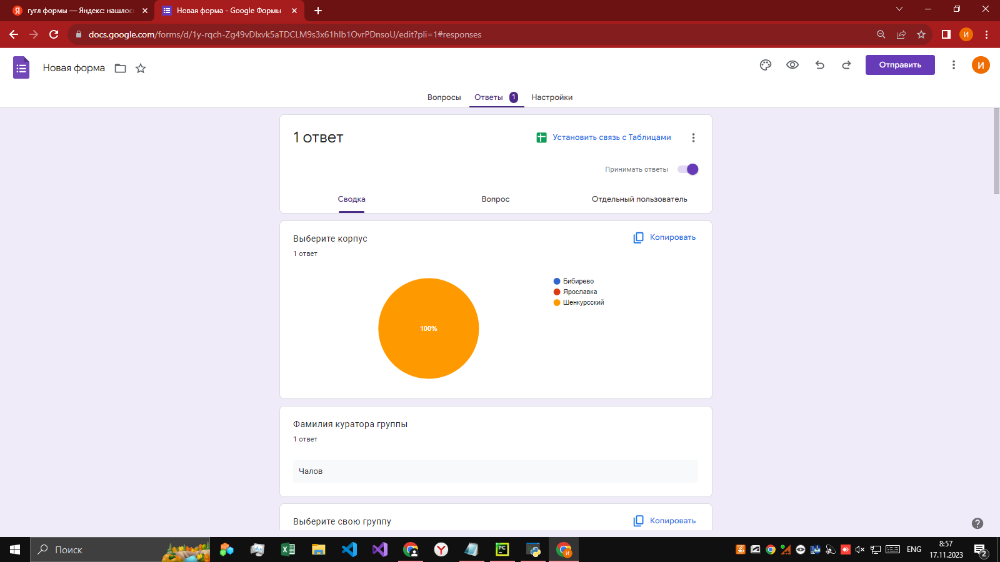 гугл формы — Яндекс: нашлос
Новая форма - Google Формы
docs.google.com/forms/d/1y-rqch-Zg49vDIxvk5aTDCLM9s3x61hIb1OvrPDnsoU/edit?pli=1#responses
И
Новая форма
Отправить
И
Вопросы
Ответы 1
Настройки
1 ответ
Установить связь с Таблицами
Принимать ответы
Сводка
Вопрос
Отдельный пользователь
Выберите корпус
Копировать
1 ответ
100%
Бибирево
Ярославка
Шенкурсский
Фамилия куратора группы
1 ответ
Чалов
Выберите свою группу
Копировать
Поиск
ENG
8:57
17.11.2023
2